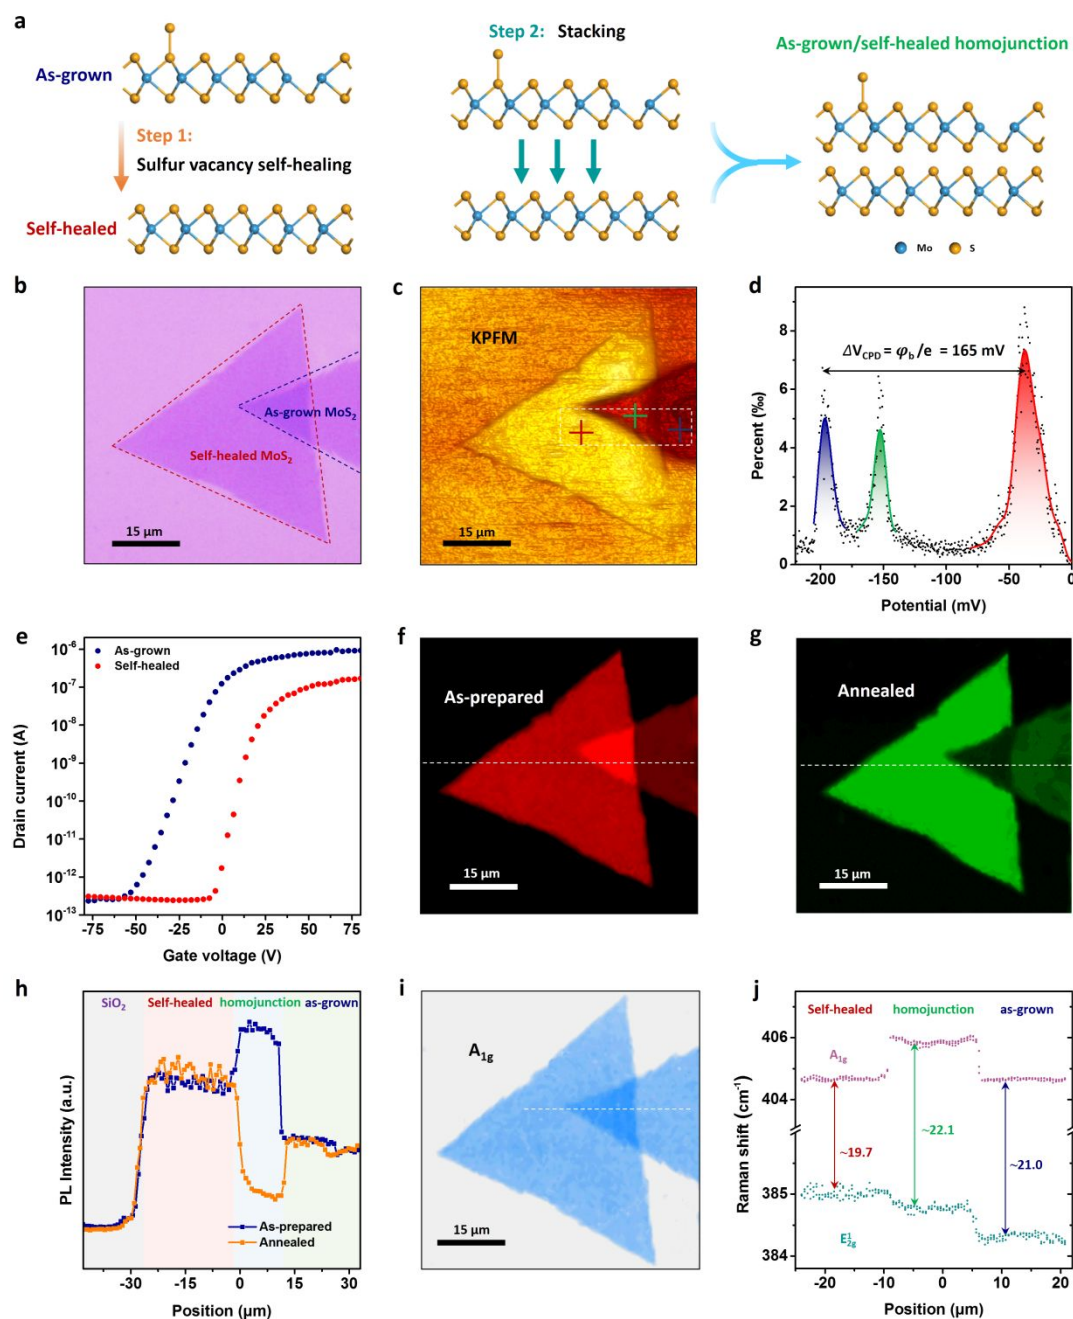 a
As-grown
Step 1:
Sulfur vacancy self-healing
Self-healed
Step 2: Stacking
As-grown/self-healed homojunction
Mo S
b
As-grown MoS₂
Self-healed MoS₂
15 μm
c
KPFM
15 μm
d
ΔV_CPD = φ_b/e = 165 mV
Percent (‰)
8
6
4
2
0
-200 -150 -100 -50 0
Potential (mV)
e
As-grown
Self-healed
Drain current (A)
10⁻⁶
10⁻⁷
10⁻⁸
10⁻⁹
10⁻¹⁰
10⁻¹¹
10⁻¹²
10⁻¹³
-75 -50 -25 0 25 50 75
Gate voltage (V)
f
As-prepared
15 μm
g
Annealed
15 μm
h
SiO₂ Self-healed homojunction as-grown
PL Intensity (a.u.)
As-prepared
Annealed
-30 -15 0 15 30
Position (μm)
i
A₁g
15 μm
j
Self-healed homojunction as-grown
Raman shift (cm⁻¹)
406
404
385
384
A₁g
~19.7
~22.1
~21.0
E¹₂g
-20 -10 0 10 20
Position (μm)